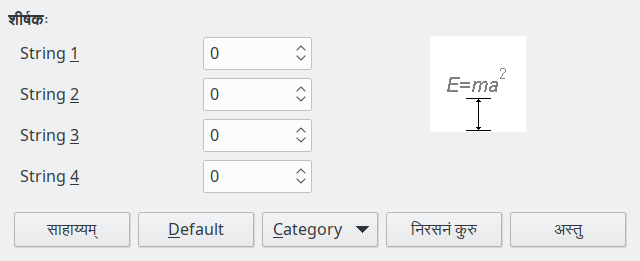 शीर्षकः
String 1 0
String 2 0
String 3 0
String 4 0
E=ma2
साहाय्यम् Default Category निरसनं कुरु अस्तु